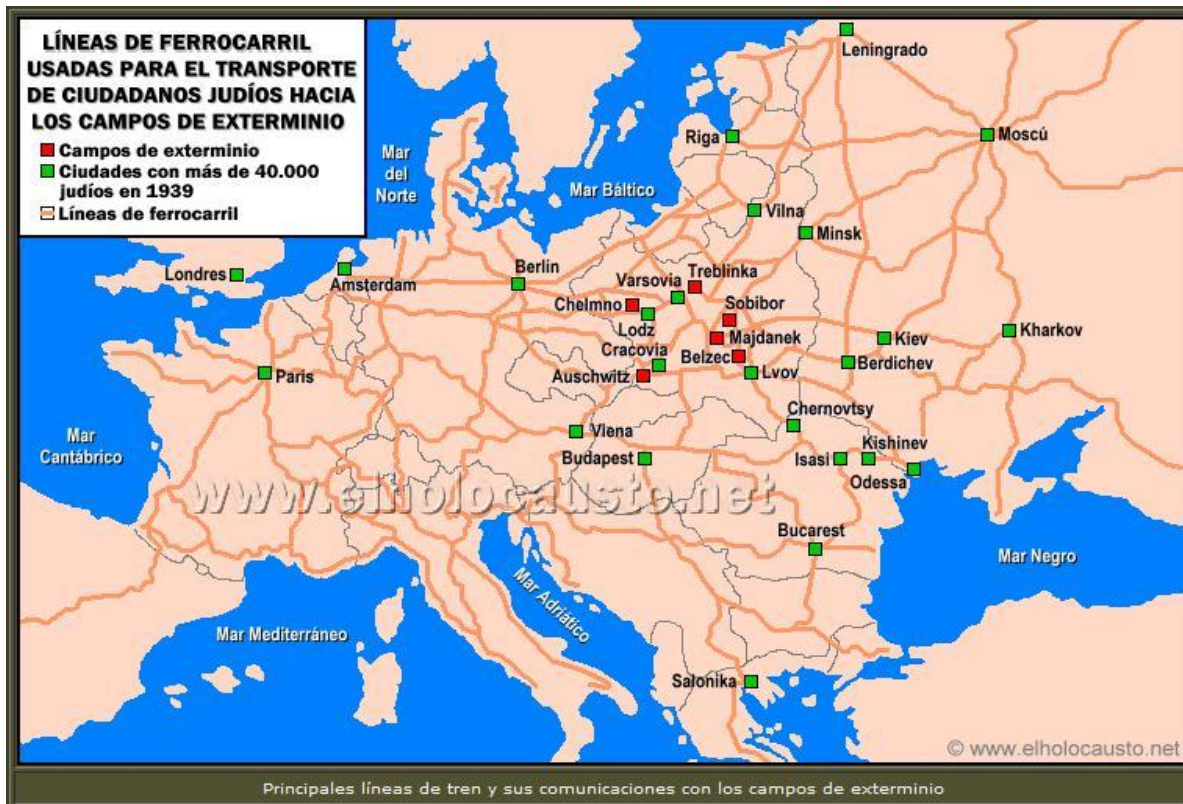 LÍNEAS DE FERROCARRIL
USADAS PARA EL TRANSPORTE
DE CIUDADANOS JUDÍOS HACIA
LOS CAMPOS DE EXTERMINIO
Campos de exterminio
Ciudades con más de 40.000
judíos en 1939
Líneas de ferrocarril
Leningrado
Moscú
Riga
Mar
del
Norte
Mar Báltico
Vilna
Minsk
Londres
Amsterdam
Berlín
Varsovia
Treblinka
Chelmno
Sobibor
Lodz
Majdanek
Kiev
Kharkov
Cracovia
Belzec
Berdichev
Auschwitz
Lvov
París
Chernovtsy
Mar
Cantábrico
Viena
Kishinev
Budapest
Isasi
Odessa
www.elholocausto.net
Bucarest
Mar Negro
Mar Adriático
Mar Mediterráneo
Salonika
© www.elholocausto.net
Principales líneas de tren y sus comunicaciones con los campos de exterminio